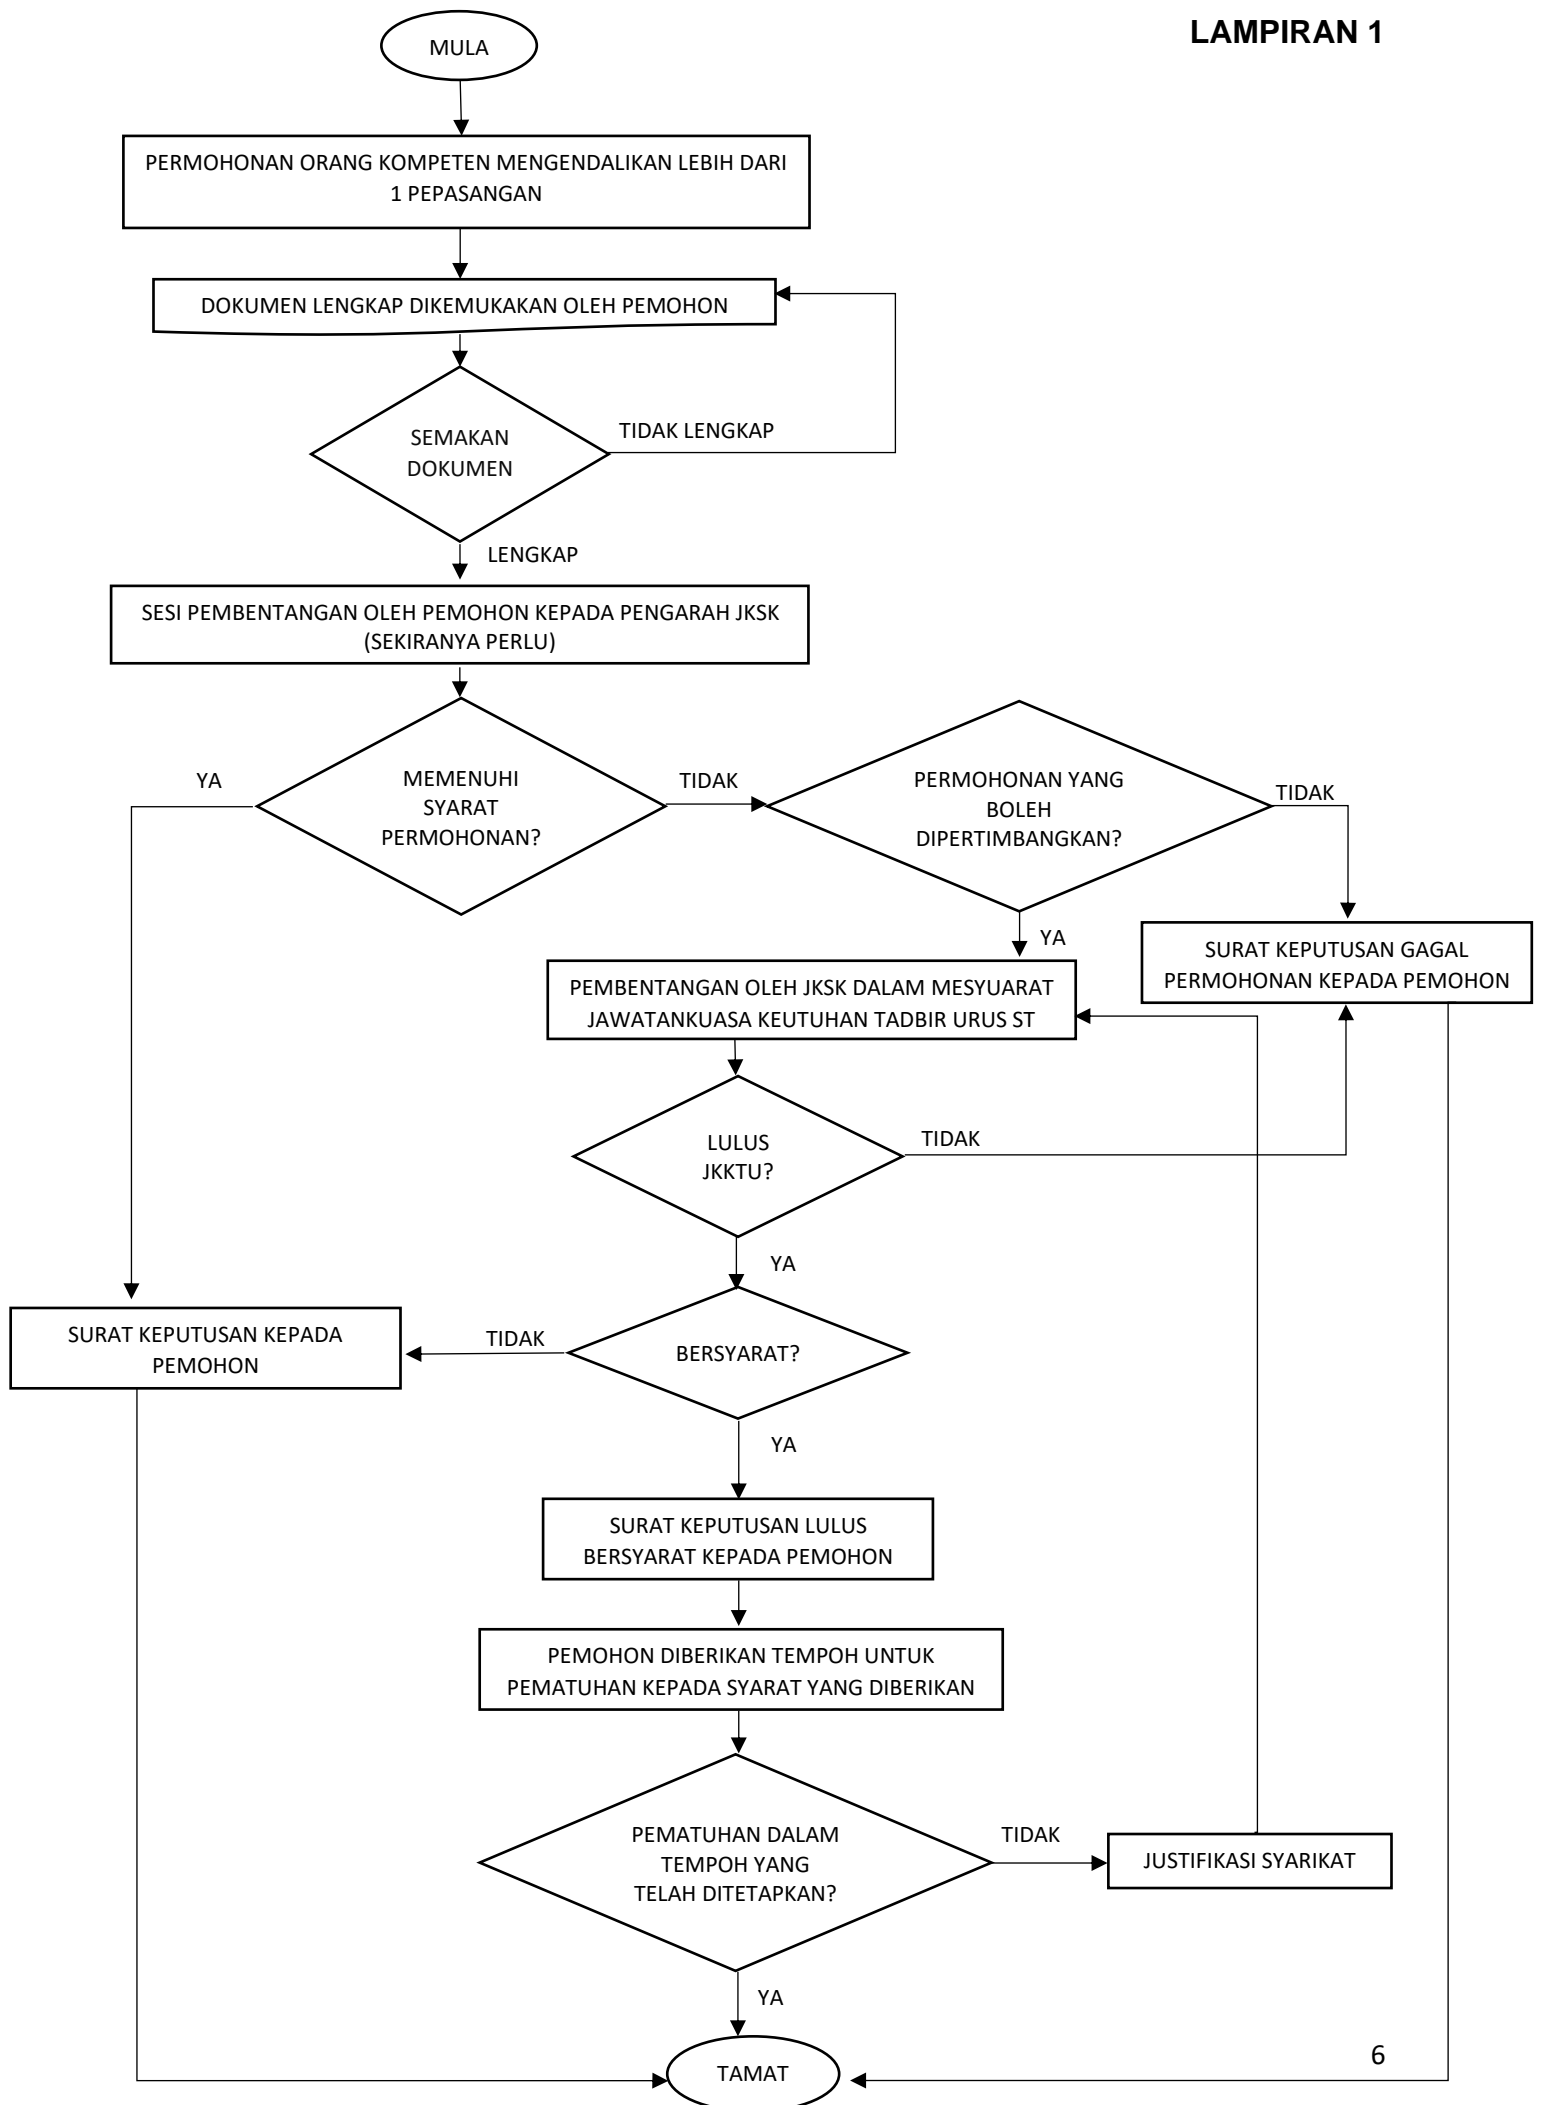 LAMPIRAN 1
MULA
PERMOHONAN ORANG KOMPETEN MENGENDALIKAN LEBIH DARI
1 PEPASANGAN
DOKUMEN LENGKAP DIKEMUKAKAN OLEH PEMOHON
SEMAKAN
DOKUMEN
TIDAK LENGKAP
LENGKAP
SESI PEMBENTANGAN OLEH PEMOHON KEPADA PENGARAH JKSK
(SEKIRANYA PERLU)
YA
MEMENUHI
SYARAT
PERMOHONAN?
TIDAK
PERMOHONAN YANG
BOLEH
DIPERTIMBANGKAN?
TIDAK
YA
SURAT KEPUTUSAN GAGAL
PERMOHONAN KEPADA PEMOHON
PEMBENTANGAN OLEH JKSK DALAM MESYUARAT
JAWATANKUASA KEUTUHAN TADBIR URUS ST
LULUS
JKKTU?
TIDAK
YA
SURAT KEPUTUSAN KEPADA
PEMOHON
TIDAK
BERSYARAT?
YA
SURAT KEPUTUSAN LULUS
BERSYARAT KEPADA PEMOHON
PEMOHON DIBERIKAN TEMPOH UNTUK
PEMATUHAN KEPADA SYARAT YANG DIBERIKAN
PEMATUHAN DALAM
TEMPOH YANG
TELAH DITETAPKAN?
TIDAK
JUSTIFIKASI SYARIKAT
YA
TAMAT
6